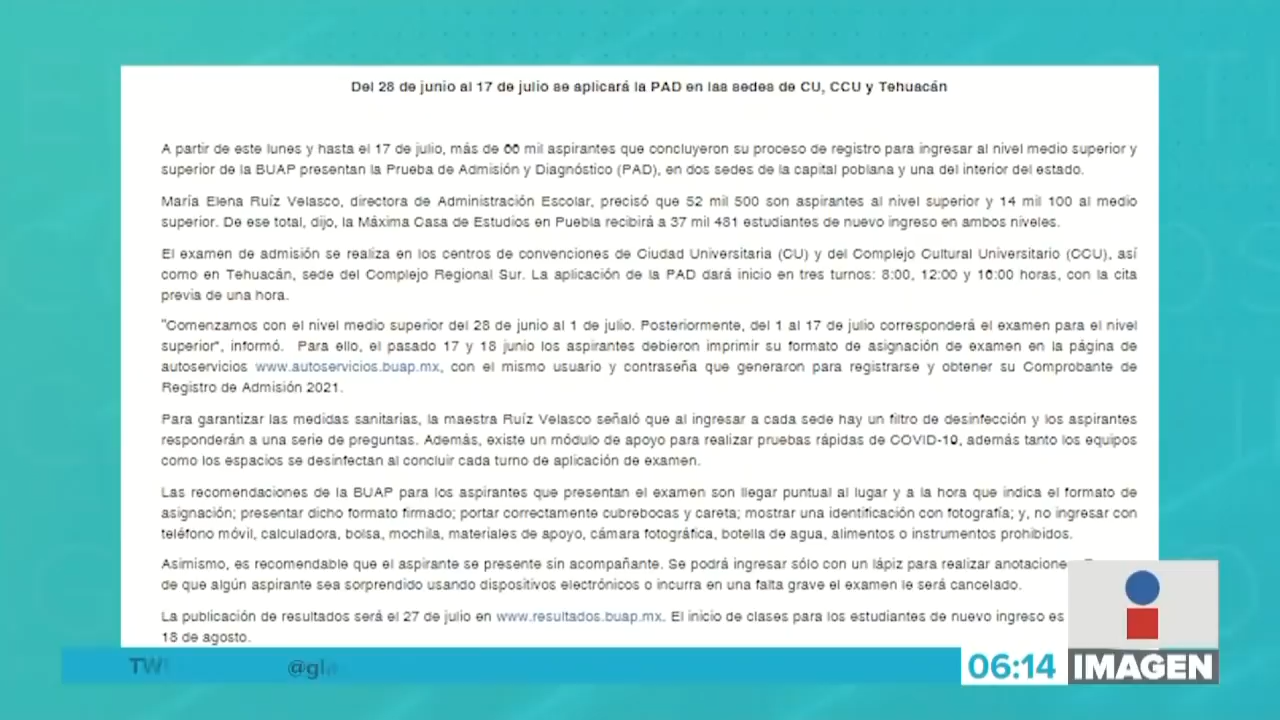 Del 28 de junio al 17 de julio se aplicará la PAD en las sedes de CU, CCU y Tehuacán
A partir de este lunes y hasta el 17 de julio, más de 66 mil aspirantes que concluyeron su proceso de registro para ingresar al nivel medio superior y
superior de la BUAP presentan la Prueba de Admisión y Diagnóstico (PAD), en dos sedes de la capital poblana y una del interior del estado.
María Elena Ruíz Velasco, directora de Administración Escolar, precisó que 52 mil 500 son aspirantes al nivel superior y 14 mil 100 al medio
superior. De ese total, dijo, la Máxima Casa de Estudios en Puebla recibirá a 37 mil 481 estudiantes de nuevo ingreso en ambos niveles.
El examen de admisión se realiza en los centros de convenciones de Ciudad Universitaria (CU) y del Complejo Cultural Universitario (CCU), así
como en Tehuacán, sede del Complejo Regional Sur. La aplicación de la PAD dará inicio en tres turnos: 8:00, 12:00 y 16:00 horas, con la cita
previa de una hora.
"Comenzamos con el nivel medio superior del 28 de junio al 1 de julio. Posteriormente, del 1 al 17 de julio corresponderá el examen para el nivel
superior", informó. Para ello, el pasado 17 y 18 junio los aspirantes debieron imprimir su formato de asignación de examen en la página de
autoservicios www.autoservicios.buap.mx, con el mismo usuario y contraseña que generaron para registrarse y obtener su Comprobante de
Registro de Admisión 2021.
Para garantizar las medidas sanitarias, la maestra Ruíz Velasco señaló que al ingresar a cada sede hay un filtro de desinfección y los aspirantes
responderán a una serie de preguntas. Además, existe un módulo de apoyo para realizar pruebas rápidas de COVID-19, además tanto los equipos
como los espacios se desinfectan al concluir cada turno de aplicación de examen.
Las recomendaciones de la BUAP para los aspirantes que presentan el examen son llegar puntual al lugar y a la hora que indica el formato de
asignación; presentar dicho formato firmado; portar correctamente cubrebocas y careta; mostrar una identificación con fotografía; y, no ingresar con
teléfono móvil, calculadora, bolsa, mochila, materiales de apoyo, cámara fotográfica, botella de agua, alimentos o instrumentos prohibidos.
Asimismo, es recomendable que el aspirante se presente sin acompañante. Se podrá ingresar sólo con un lápiz para realizar anotacione
de que algún aspirante sea sorprendido usando dispositivos electrónicos o incurra en una falta grave el examen le será cancelado.
La publicación de resultados será el 27 de julio en www.resultados.buap.mx. El inicio de clases para los estudiantes de nuevo ingreso es
18 de agosto.
TW
@gl
06:14
IMAGEN